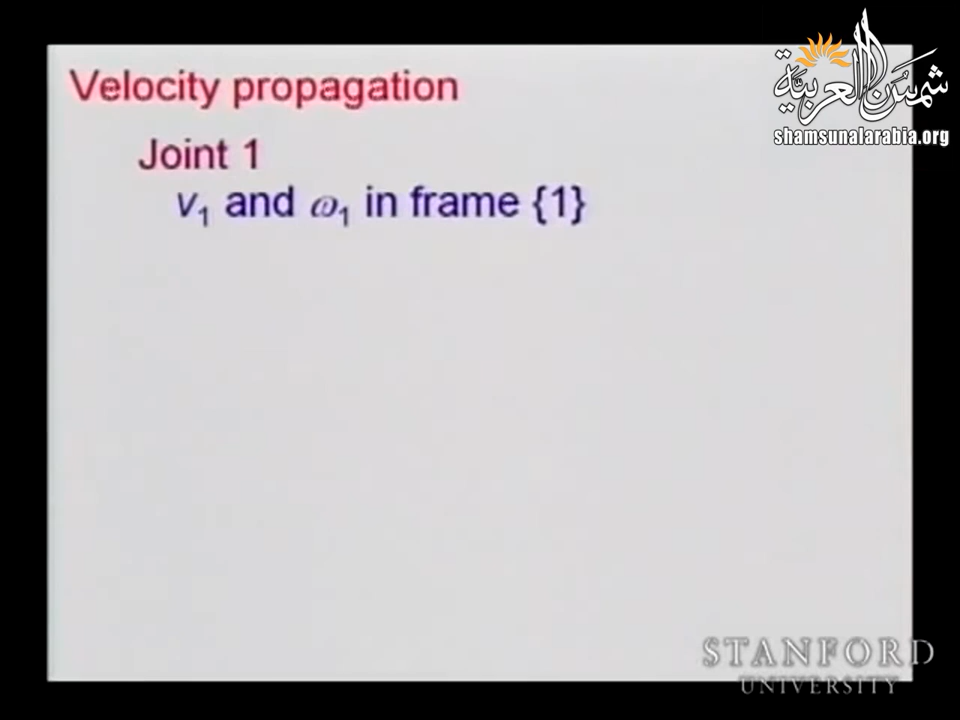 Velocity propagation
شمس العربية
shamsunalarabia.org
Joint 1
v₁ and ω₁ in frame {1}
STANFORD
UNIVERSITY